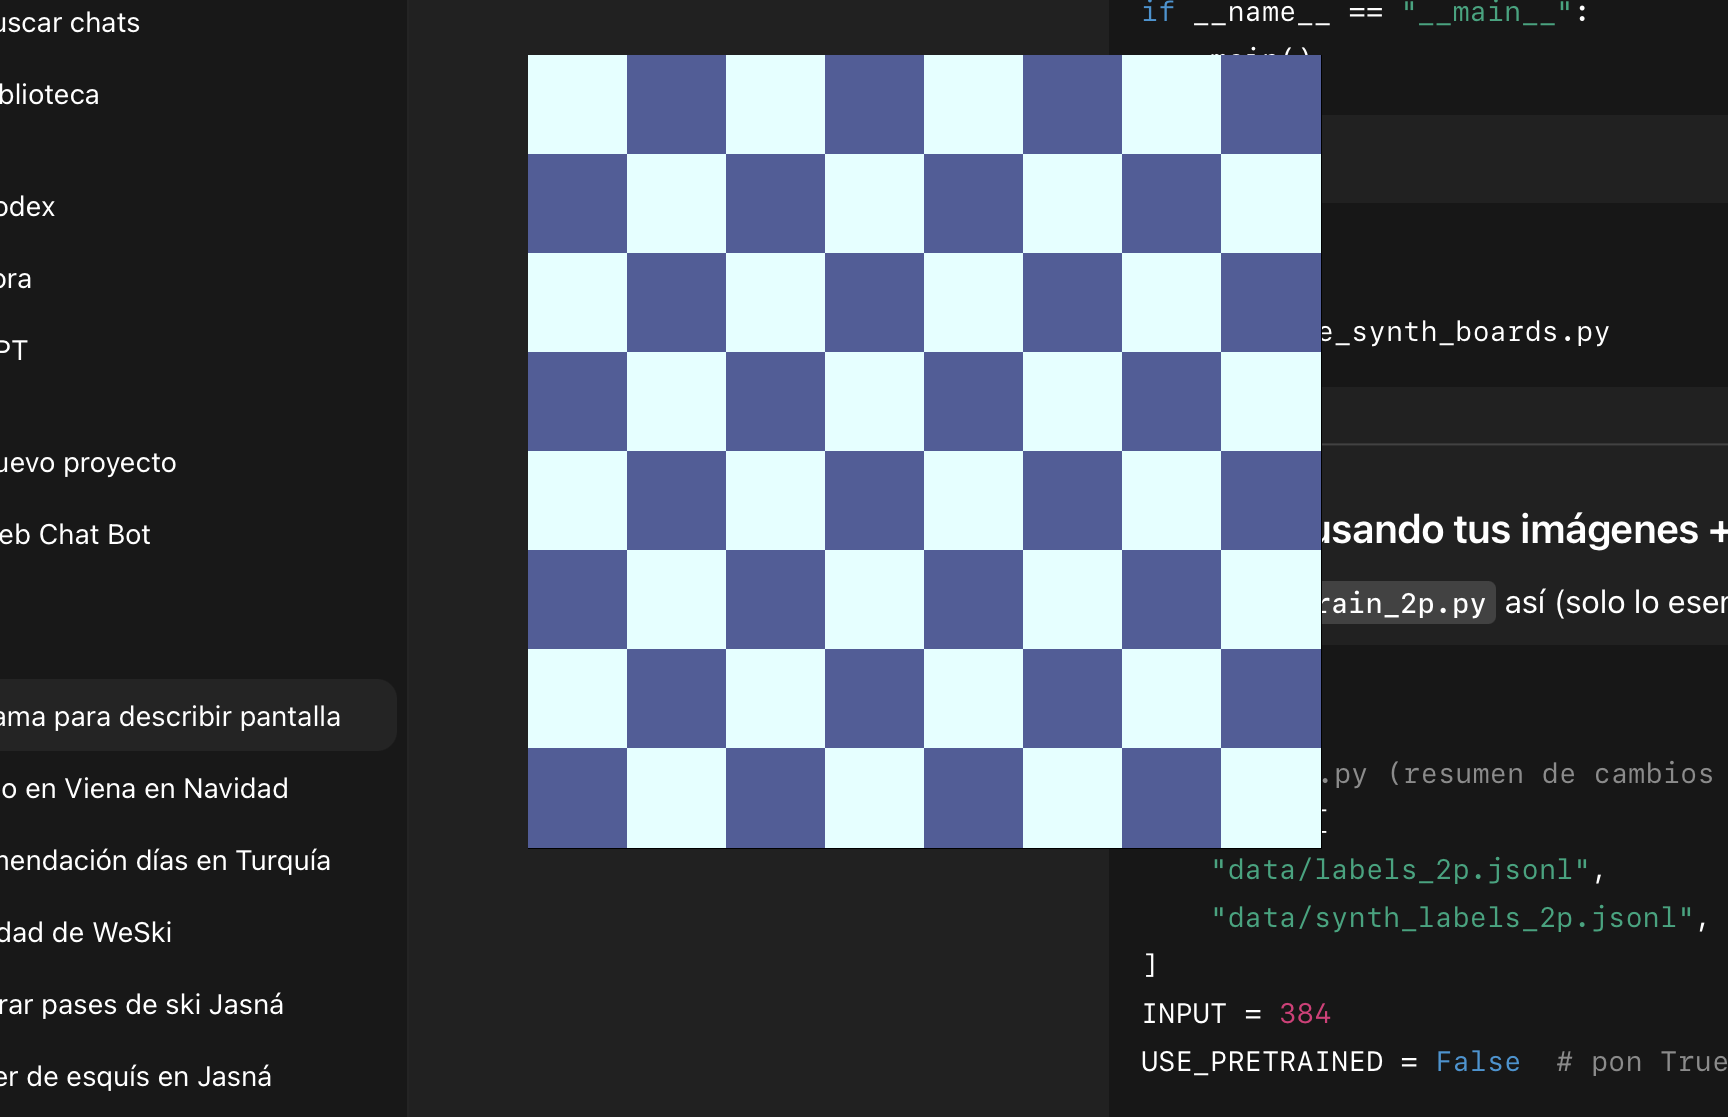 uscar chats
blioteca
odex
ora
PT
uevo proyecto
eb Chat Bot
ama para describir pantalla
o en Viena en Navidad
mendación días en Turquía
dad de WeSki
rar pases de ski Jasná
er de esquís en Jasná
if __name__ == "__main__":
main()
e_synth_boards.py
usando tus imágenes +
rain_2p.py así (solo lo esen
.py (resumen de cambios
[
"data/labels_2p.jsonl",
"data/synth_labels_2p.jsonl",
]
INPUT = 384
USE_PRETRAINED = False # pon True